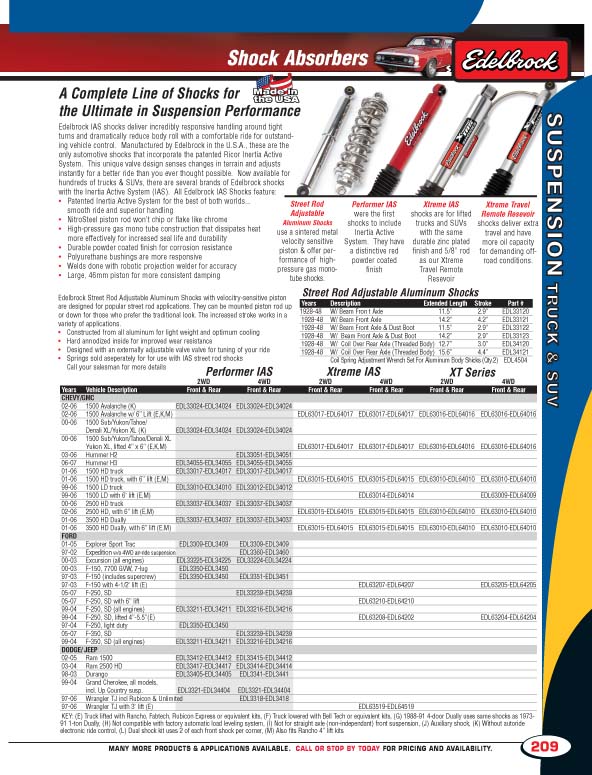 Shock Absorbers
Edelbrock
A Complete Line of Shocks for
the Ultimate in Suspension Performance
Made in
the USA
Edelbrock IAS shocks deliver incredibly responsive handling around tight
turns and dramatically reduce body roll with a comfortable ride for outstand-
ing vehicle control. Manufactured by Edelbrock in the U.S.A., these are the
only automotive shocks that incorporate the patented Ricor Inertia Active
System. This unique valve design senses changes in terrain and adjusts
instantly for a better ride than you ever thought possible. Now available for
hundreds of trucks & SUVs, there are several brands of Edelbrock shocks
with the Inertia Active System (IAS). All Edelbrock IAS Shocks feature:
• Patented Inertia Active System for the best of both worlds...
smooth ride and superior handling
• NitroSteel piston rod won't chip or flake like chrome
• High-pressure gas mono tube construction that dissipates heat
more effectively for increased seal life and durability
• Durable powder coated finish for corrosion resistance
• Polyurethane bushings are more responsive
• Welds done with robotic projection welder for accuracy
• Large, 46mm piston for more consistent damping
Street Rod
Adjustable
Aluminum Shocks
use a sintered metal
velocity sensitive
piston & offer per-
formance of high-
pressure gas mono-
tube shocks.
Performer IAS
were the first
shocks to include
Inertia Active
System. They have
a distinctive red
powder coated
finish
Xtreme IAS
shocks are for lifted
trucks and SUVs
with the same
durable zinc plated
finish and 5/8" rod
as our Xtreme
Travel Remote
Resevoir
Xtreme Travel
Remote Resevoir
shocks deliver extra
travel and have
more oil capacity
for demanding off-
road conditions.
SUSPENSION TRUCK & SUV
Edelbrock Street Rod Adjustable Aluminum Shocks with velocity-sensitive piston
are designed for popular street rod applications. They can be mounted piston rod up
or down for those who prefer the traditional look. The increased stroke works in a
variety of applications.
• Constructed from all aluminum for light weight and optimum cooling
• Hard annodized inside for improved wear resistance
• Designed with an externally adjustable valve valve for tuning of your ride
• Springs sold seperately for for use with IAS street rod shocks
Call your salesman for more details
Street Rod Adjustable Aluminum Shocks
Years Description Extended Length Stroke Part #
1928-48 W/ Beam Fron t Axle 11.5" 2.9" EDL33120
1928-48 W/ Beam Front Axle 14.2" 4.2" EDL33121
1928-48 W/ Beam Front Axle & Dust Boot 11.5" 2.9" EDL33122
1928-48 W/ Beam Front Axle & Dust Boot 14.2" 2.9" EDL33123
1928-48 W/ Coil Over Rear Axle (Threaded Body) 12.7" 3.0" EDL34120
1928-48 W/ Coil Over Rear Axle (Threaded Body) 15.6" 4.4" EDL34121
Coil Spring Adjustment Wrench Set For Aluminum Body Shicks (Qty.2) EDL4504
Performer IAS Xtreme IAS XT Series
2WD 4WD 2WD 4WD 2WD 4WD
Years Vehicle Description Front & Rear Front & Rear Front & Rear Front & Rear Front & Rear Front & Rear
CHEVY/GMC
02-06 1500 Avalanche (K) EDL33024-EDL34024 EDL33024-EDL34024
02-06 1500 Avalanche w/ 6" Lift (E,K,M) EDL63017-EDL64017 EDL63017-EDL64017 EDL63016-EDL64016 EDL63016-EDL64016
00-06 1500 Sub/Yukon/Tahoe/
Denali XL/Yukon XL (K) EDL33024-EDL34024 EDL33024-EDL34024
00-06 1500 Sub/Yukon/Tahoe/Denali XL
Yukon XL, lifted 4" x 6" (E,K,M) EDL63017-EDL64017 EDL63017-EDL64017 EDL63016-EDL64016 EDL63016-EDL64016
03-06 Hummer H2 EDL33051-EDL34051
06-07 Hummer H3 EDL34055-EDL34055 EDL34055-EDL34055
01-06 1500 HD truck EDL33017-EDL34017 EDL33017-EDL34017
01-06 1500 HD truck, with 6" lift (E,M) EDL63015-EDL64015 EDL63015-EDL64015 EDL63010-EDL64010 EDL63010-EDL64010
99-06 1500 LD truck EDL33010-EDL34010 EDL33012-EDL34012
99-06 1500 LD with 6" lift (E,M) EDL63014-EDL64014 EDL63009-EDL64009
00-06 2500 HD truck EDL33037-EDL34037 EDL33037-EDL34037
02-06 2500 HD, with 6" lift (E,M) EDL63015-EDL64015 EDL63015-EDL64015 EDL63010-EDL64010 EDL63010-EDL64010
01-06 3500 HD Dually EDL33037-EDL34037 EDL33037-EDL34037
01-06 3500 HD Dually, with 6" lift (E,M) EDL63015-EDL64015 EDL63015-EDL64015 EDL63010-EDL64010 EDL63010-EDL64010
FORD
01-05 Explorer Sport Trac EDL3309-EDL3409 EDL3309-EDL3409
97-02 Expedition w/o 4WD air-ride suspension EDL3360-EDL3460
00-03 Excursion (all engines) EDL33225-EDL34225 EDL33224-EDL34224
00-03 F-150, 7700 GVW, 7-lug EDL3350-EDL3450
97-03 F-150 (includes supercrew) EDL3350-EDL3450 EDL3351-EDL3451
97-03 F-150 with 4-1/2" lift (E) EDL63207-EDL64207 EDL63205-EDL64205
05-07 F-250, SD EDL33239-EDL34239
05-07 F-250, SD with 6" lift EDL63210-EDL64210
99-04 F-250, SD (all engines) EDL33211-EDL34211 EDL33216-EDL34216
99-04 F-250, SD, lifted 4"-5.5"(E) EDL63208-EDL64202 EDL63204-EDL64204
97-04 F-250, light duty EDL3350-EDL3450
05-07 F-350, SD EDL33239-EDL34239
99-04 F-350, SD (all engines) EDL33211-EDL34211 EDL33216-EDL34216
DODGE/ JEEP
02-05 Ram 1500 EDL33412-EDL34412 EDL33415-EDL34412
03-04 Ram 2500 HD EDL33417-EDL34417 EDL33414-EDL34414
98-03 Durango EDL33405-EDL34405 EDL3341-EDL3441
99-04 Grand Cherokee, all models,
incl. Up Country susp. EDL3321-EDL34404 EDL3321-EDL34404
97-06 Wrangler TJ incl Rubicon & Unlimited EDL3318-EDL3418
97-06 Wrangler TJ with 3" lift (E) EDL63519-EDL64519
KEY: (E) Truck lifted with Rancho, Fabtech, Rubicon Express or equivalent kits, (F) Truck lowered with Bell Tech or equivalent kits, (G) 1988-91 4-door Dually uses same shocks as 1973-
91 1-ton Dually, (H) Not compatible with factory automatic load leveling system, (I) Not for straight axle (non-independent) front suspension, (J) Auxiliary shock, (K) Without autoride
electronic ride control, (L) Dual shock kit uses 2 of each front shock per corner, (M) Also fits Rancho 4" lift kits
MANY MORE PRODUCTS & APPLICATIONS AVAILABLE. CALL OR STOP BY TODAY FOR PRICING AND AVAILABILITY.
209